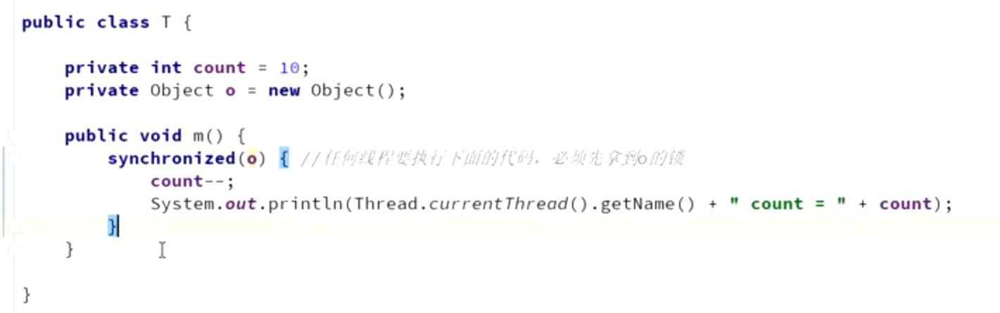 public class T {
private int count = 10;
private Object o = new Object();
public void m() {
synchronized(o) { //任何线程要执行下面的代码，必须先拿到o的锁
count--;
System.out.println(Thread.currentThread().getName() + " count = " + count);
}
}
}